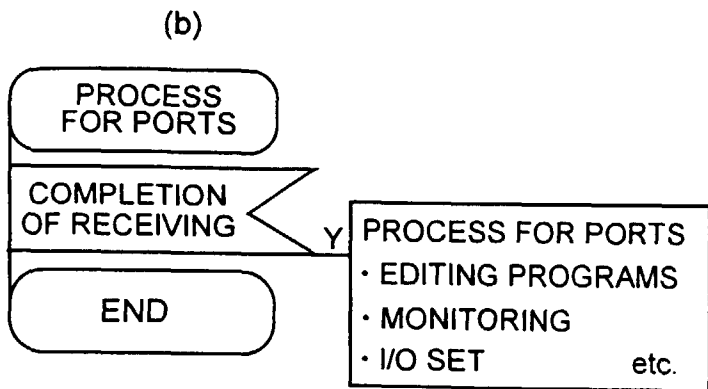 (b)
PROCESS
FOR PORTS
COMPLETION
OF RECEIVING
Y
PROCESS FOR PORTS
· EDITING PROGRAMS
· MONITORING
· I/O SET etc.
END